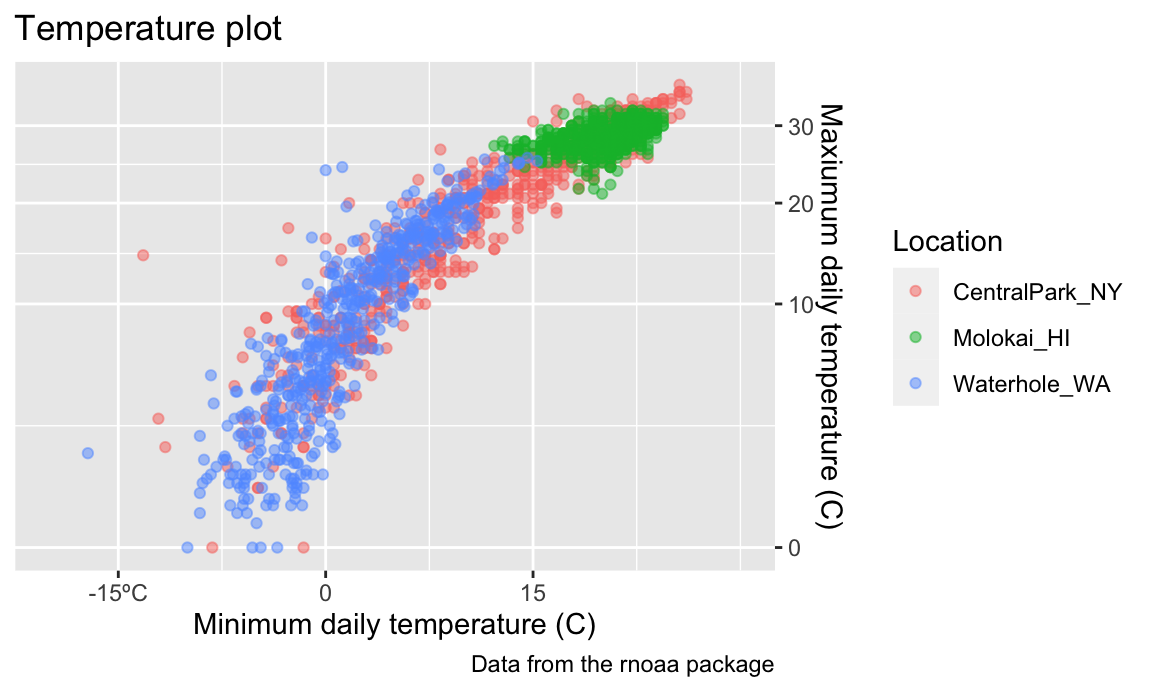 Temperature plot
30
20
10
0
Maxiumum daily temperature (C)
-15ºC
0
15
Minimum daily temperature (C)
Data from the rnoaa package
Location
CentralPark_NY
Molokai_HI
Waterhole_WA